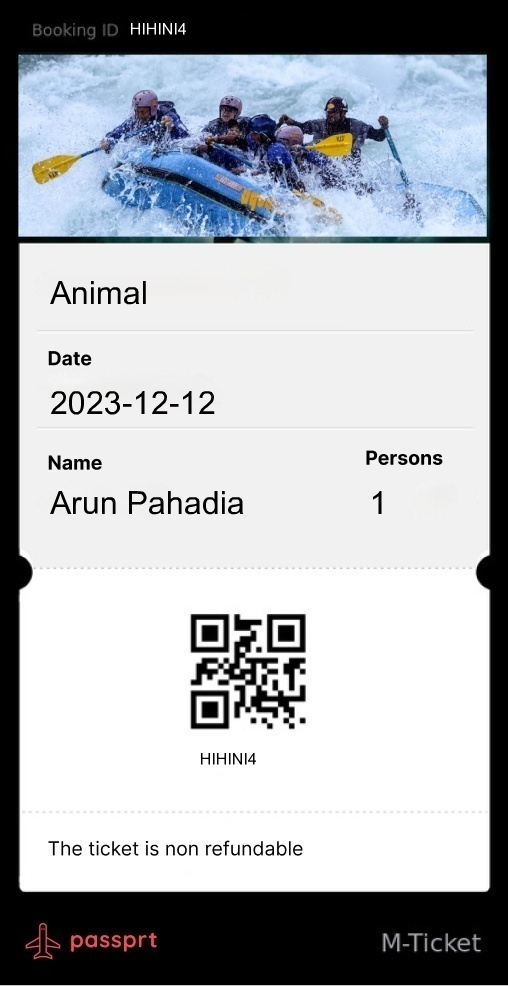 Booking ID HIHINI4
Animal
Date
2023-12-12
Name Persons
Arun Pahadia 1
HIHINI4
The ticket is non refundable
passprt M-Ticket